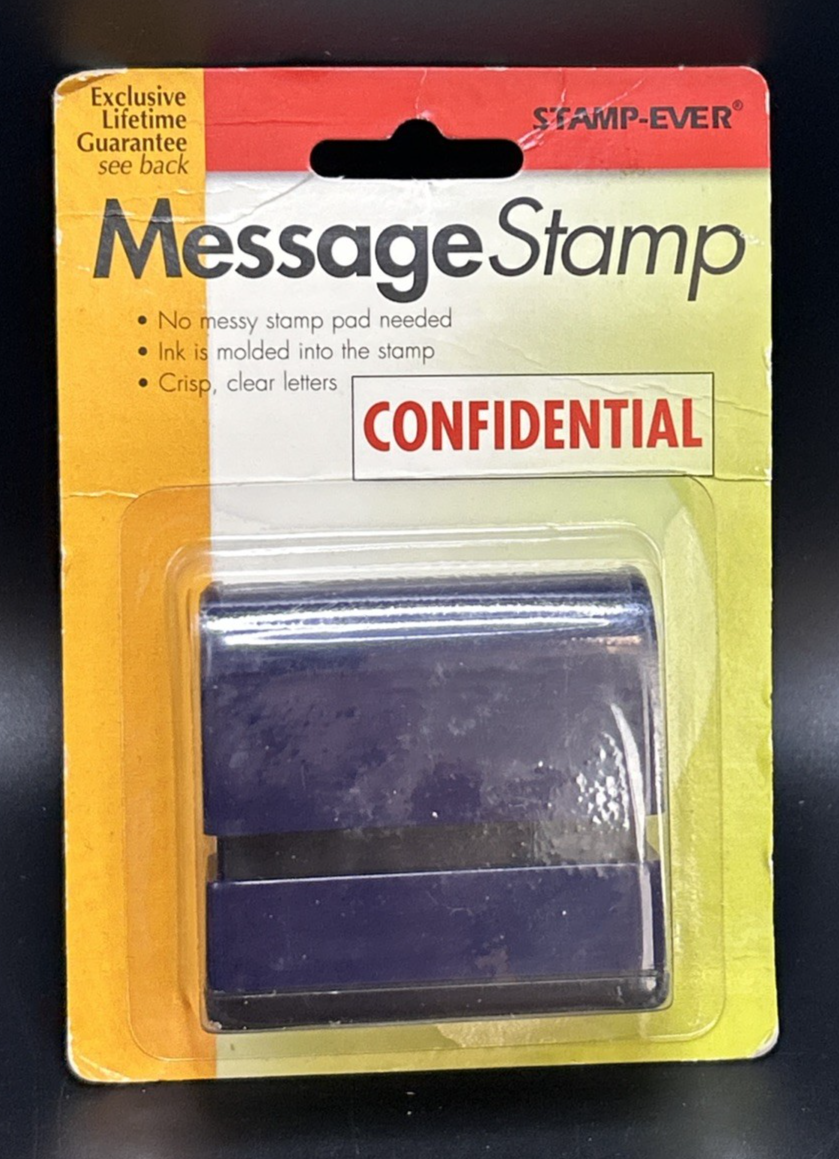 Exclusive
Lifetime
Guarantee
see back
STAMP-EVER®
MessageStamp
• No messy stamp pad needed
• Ink is molded into the stamp
• Crisp, clear letters
CONFIDENTIAL